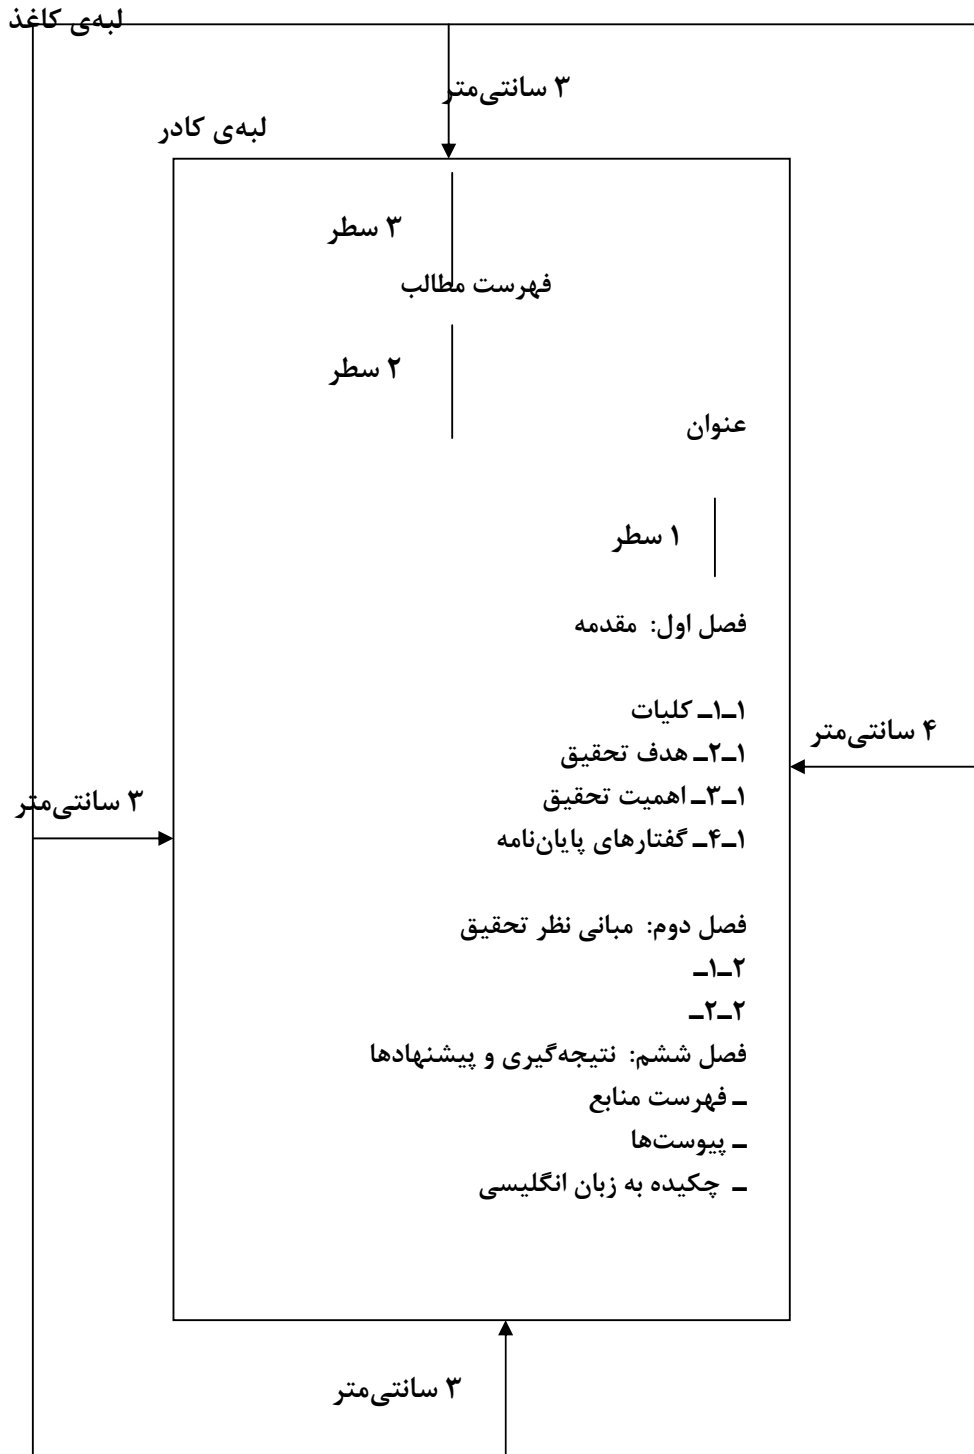 لبه‌ی کاغذ
۳ سانتی‌متر
لبه‌ی کادر
۳ سطر
فهرست مطالب
۲ سطر
عنوان
۱ سطر
فصل اول: مقدمه
۱ـ۱ـ کلیات
۱ـ۲ـ هدف تحقیق
۱ـ۳ـ اهمیت تحقیق
۱ـ۴ـ گفتارهای پایان‌نامه
۴ سانتی‌متر
۳ سانتی‌متر
فصل دوم: مبانی نظر تحقیق
۲ـ۱ـ
۲ـ۲ـ
فصل ششم: نتیجه‌گیری و پیشنهادها
ـ فهرست منابع
ـ پیوست‌ها
ـ چکیده به زبان انگلیسی
۳ سانتی‌متر